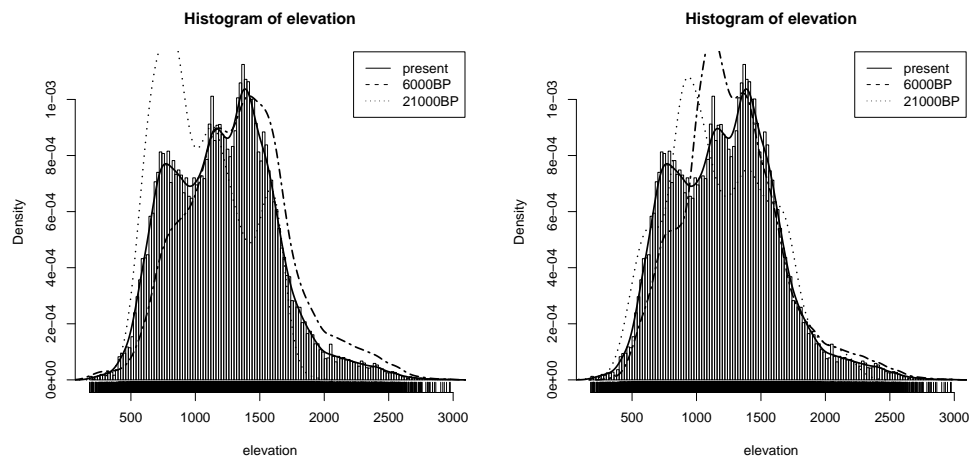 Histogram of elevation
present
6000BP
21000BP
Density
0e+00
2e-04
4e-04
6e-04
8e-04
1e-03
500
1000
1500
2000
2500
3000
elevation
Histogram of elevation
present
6000BP
21000BP
Density
0e+00
2e-04
4e-04
6e-04
8e-04
1e-03
500
1000
1500
2000
2500
3000
elevation